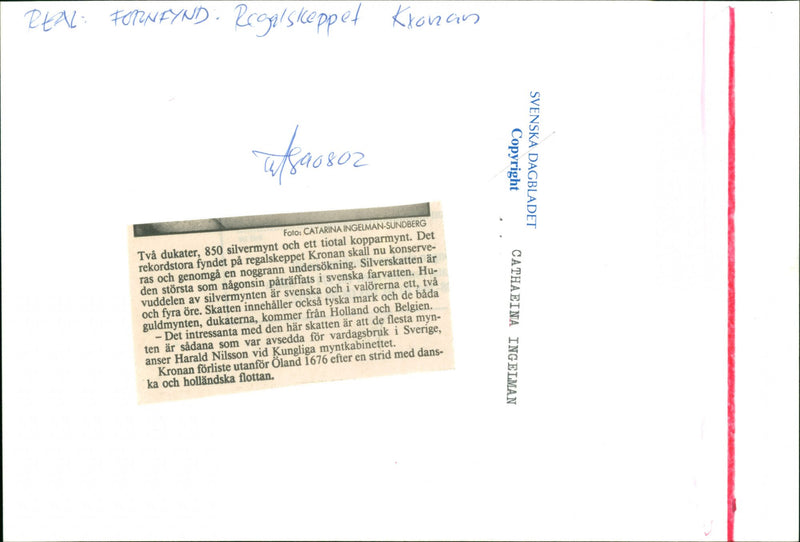 REAL: FORNFYND. Regalskeppet Kronan
890802
SVENSKA DAGBLADET
Copyright
CATHAEINA INGELMAN
Foto: CATARINA INGELMAN-SUNDBERG
Två dukater, 850 silvermynt och ett tiotal kopparmynt. Det
rekordstora fyndet på regalskeppet Kronan skall nu konserve-
ras och genomgå en noggrann undersökning. Silverskatten är
den största som någonsin påträffats i svenska farvatten. Hu-
vuddelen av silvermynten är svenska och i valörerna ett, två
och fyra öre. Skatten innehåller också tyska mark och de båda
guldmynten, dukaterna, kommer från Holland och Belgien.
– Det intressanta med den här skatten är att de flesta myn-
ten är sådana som var avsedda för vardagsbruk i Sverige,
anser Harald Nilsson vid Kungliga myntkabinettet.
Kronan förliste utanför Öland 1676 efter en strid med dans-
ka och holländska flottan.